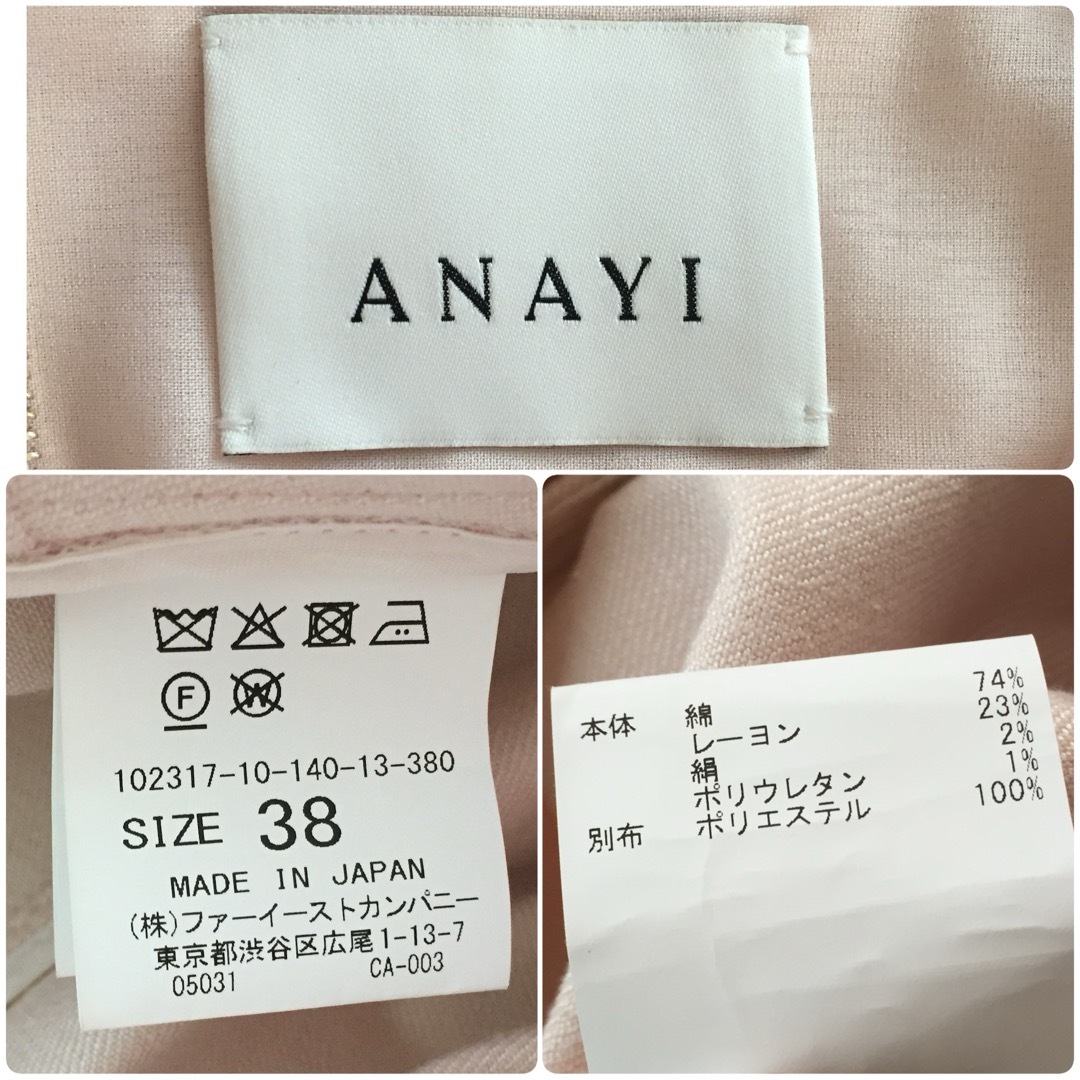 ANAYI
F
W
102317-10-140-13-380
SIZE 38
MADE IN JAPAN
(株)ファーイーストカンパニー
東京都渋谷区広尾1-13-7
05031 CA-003
本体 綿 74%
レーヨン 23%
絹 2%
ポリウレタン 1%
別布 ポリエステル 100%